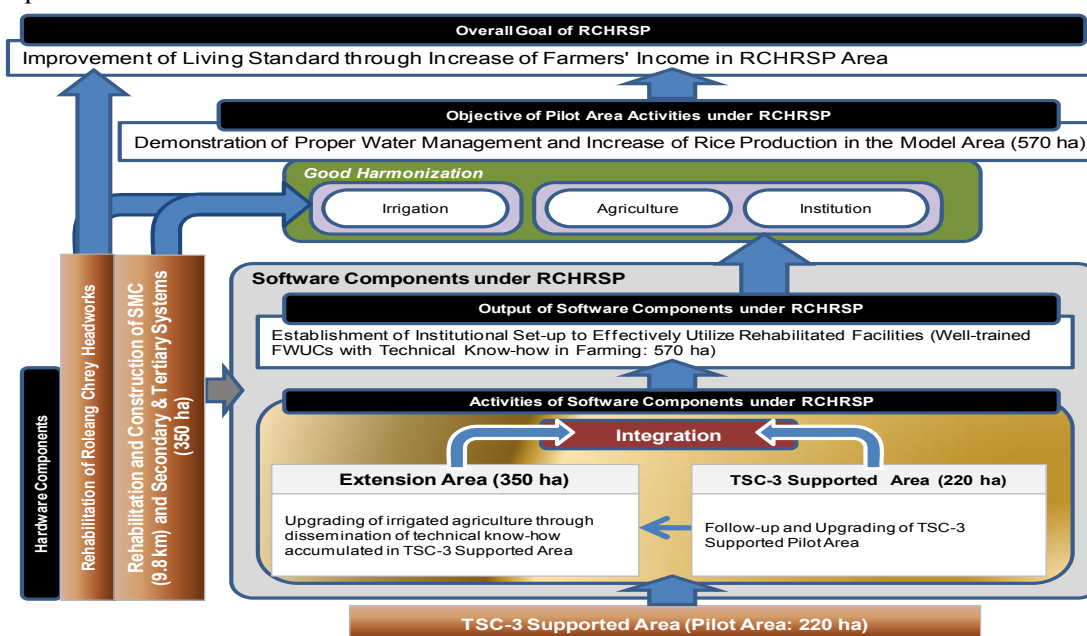 Overall Goal of RCHRSP
Improvement of Living Standard through Increase of Farmers' Income in RCHRSP Area
Objective of Pilot Area Activities under RCHRSP
Demonstration of Proper Water Management and Increase of Rice Production in the Model Area (570 ha)
Good Harmonization
Irrigation
Agriculture
Institution
Hardware Components
Rehabilitation of Roleang Chrey Headworks
Rehabilitation and Construction of SMC
(9.8 km) and Secondary & Tertiary Systems
(350 ha)
Software Components under RCHRSP
Output of Software Components under RCHRSP
Establishment of Institutional Set-up to Effectively Utilize Rehabilitated Facilities (Well-trained
FWUCs with Technical Know-how in Farming: 570 ha)
Activities of Software Components under RCHRSP
Integration
Extension Area (350 ha)
Upgrading of irrigated agriculture through
dissemination of technical know-how
accumulated in TSC-3 Supported Area
TSC-3 Supported Area (220 ha)
Follow-up and Upgrading of TSC-3
Supported Pilot Area
TSC-3 Supported Area (Pilot Area: 220 ha)